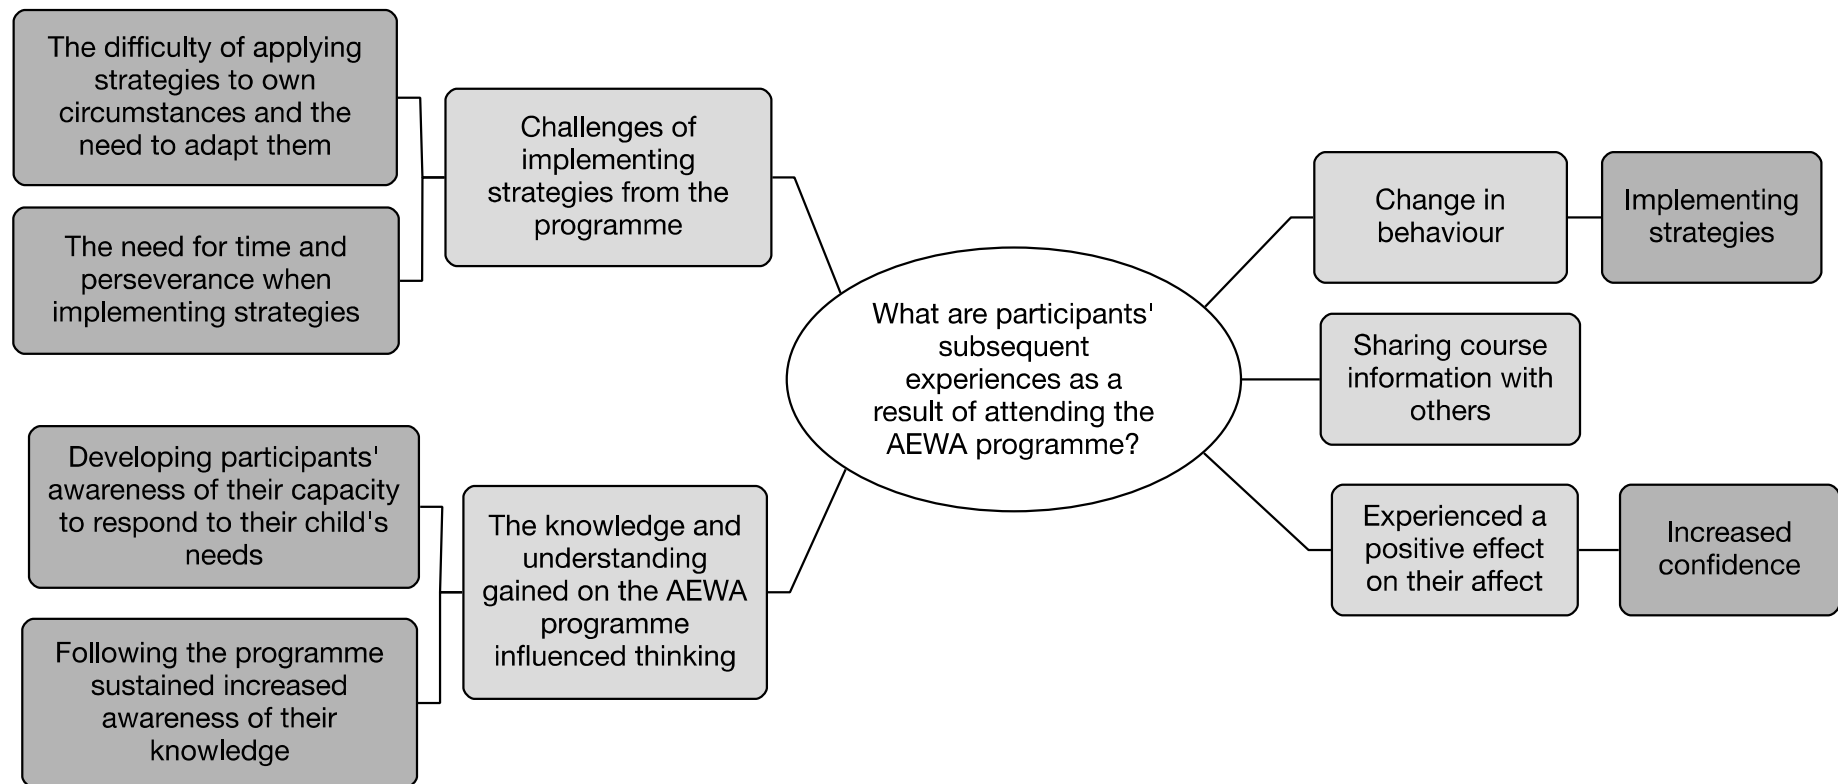 The difficulty of applying
strategies to own
circumstances and the
need to adapt them
The need for time and
perseverance when
implementing strategies
Challenges of
implementing
strategies from the
programme
Developing participants'
awareness of their capacity
to respond to their child's
needs
Following the programme
sustained increased
awareness of their
knowledge
The knowledge and
understanding
gained on the AEWA
programme
influenced thinking
What are participants'
subsequent
experiences as a
result of attending the
AEWA programme?
Change in
behaviour
Implementing
strategies
Sharing course
information with
others
Experienced a
positive effect
on their affect
Increased
confidence